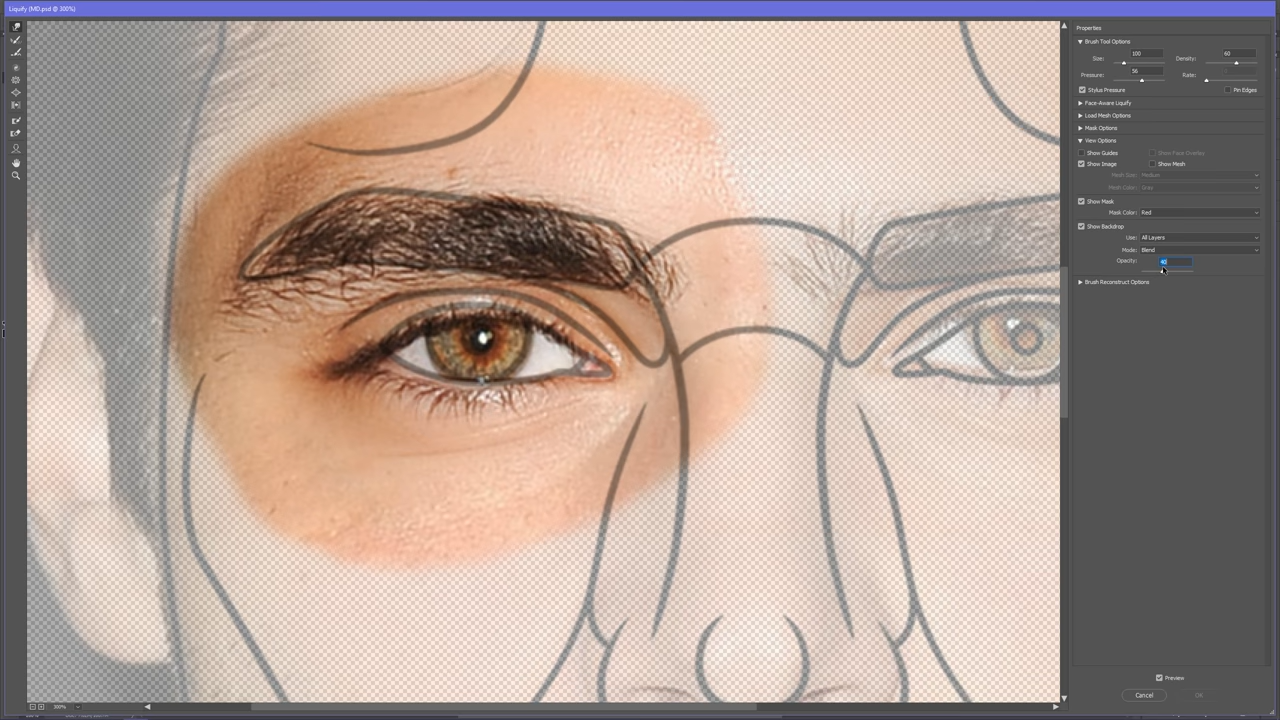 Liquify (MD.psd @ 300%)
Properties
Brush Tool Options
Size: 100 Density: 60
Pressure: 56 Rate:
Stylus Pressure Pin Edges
Face-Aware Liquify
Load Mesh Options
Mask Options
View Options
Show Guides Show Face Overlay
Show Image Show Mesh
Mesh Size: Medium
Mesh Color: Gray
Show Mask
Mask Color: Red
Show Backdrop
Use: All Layers
Mode: Blend
Opacity: 40
Brush Reconstruct Options
Preview
Cancel OK
300%